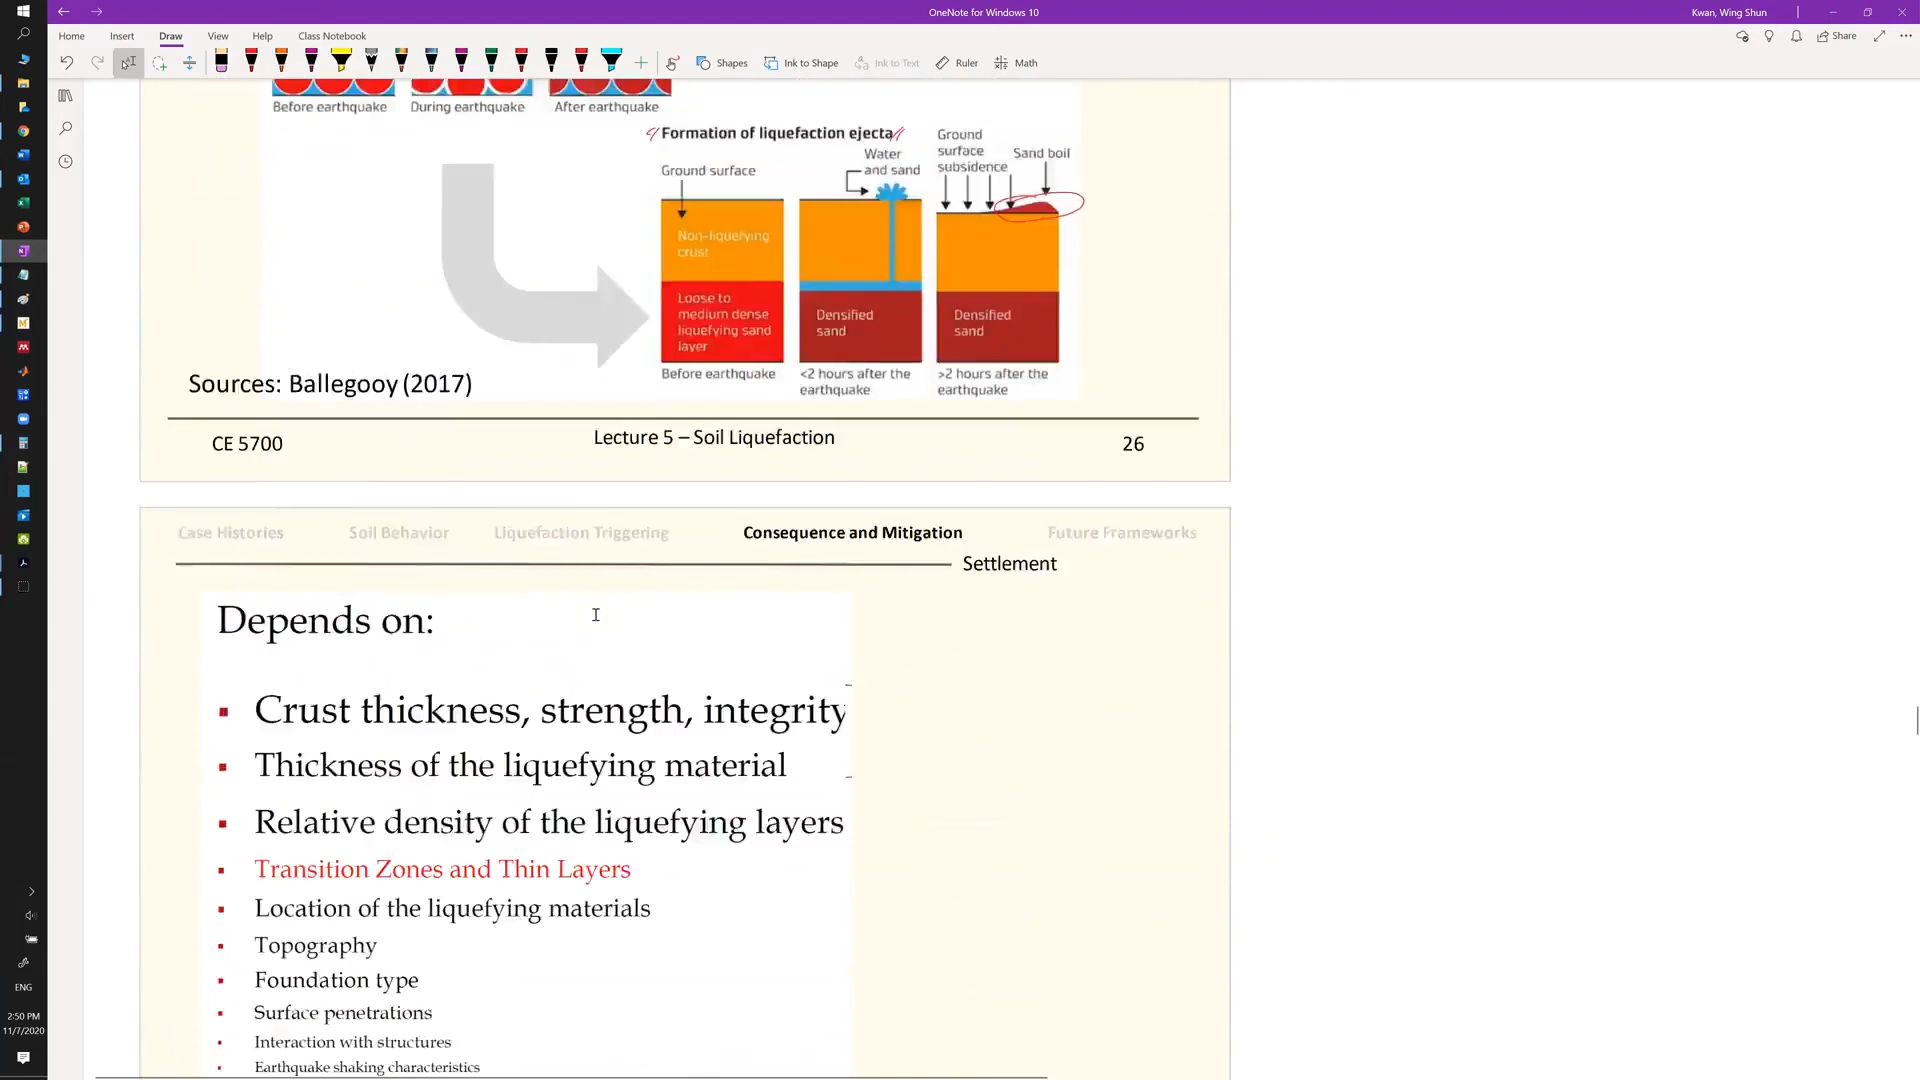 OneNote for Windows 10
Kwan, Wing Shun
Home
Insert
Draw
View
Help
Class Notebook
Share
Shapes
Ink to Shape
Ink to Text
Ruler
Math
Before earthquake
During earthquake
After earthquake
Formation of liquefaction ejecta
Ground surface
Water and sand
Ground surface subsidence
Sand boil
Non-liquefying crust
Loose to medium dense liquefying sand layer
Densified sand
Densified sand
Before earthquake
<2 hours after the earthquake
>2 hours after the earthquake
Sources: Ballegooy (2017)
CE 5700
Lecture 5 – Soil Liquefaction
26
Case Histories
Soil Behavior
Liquefaction Triggering
Consequence and Mitigation
Future Frameworks
Settlement
Depends on:
Crust thickness, strength, integrity
Thickness of the liquefying material
Relative density of the liquefying layers
Transition Zones and Thin Layers
Location of the liquefying materials
Topography
Foundation type
Surface penetrations
Interaction with structures
Earthquake shaking characteristics
ENG
2:50 PM
11/7/2020